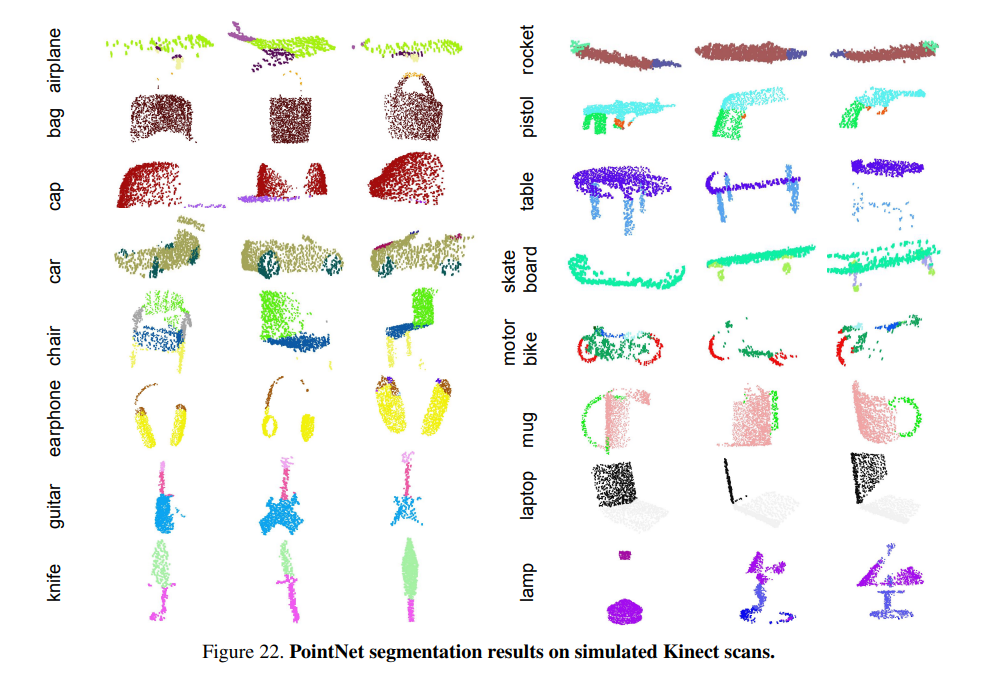 airplane
bag
cap
car
chair
earphone
guitar
knife
rocket
pistol
table
skate
board
motor
bike
mug
laptop
lamp
Figure 22. PointNet segmentation results on simulated Kinect scans.